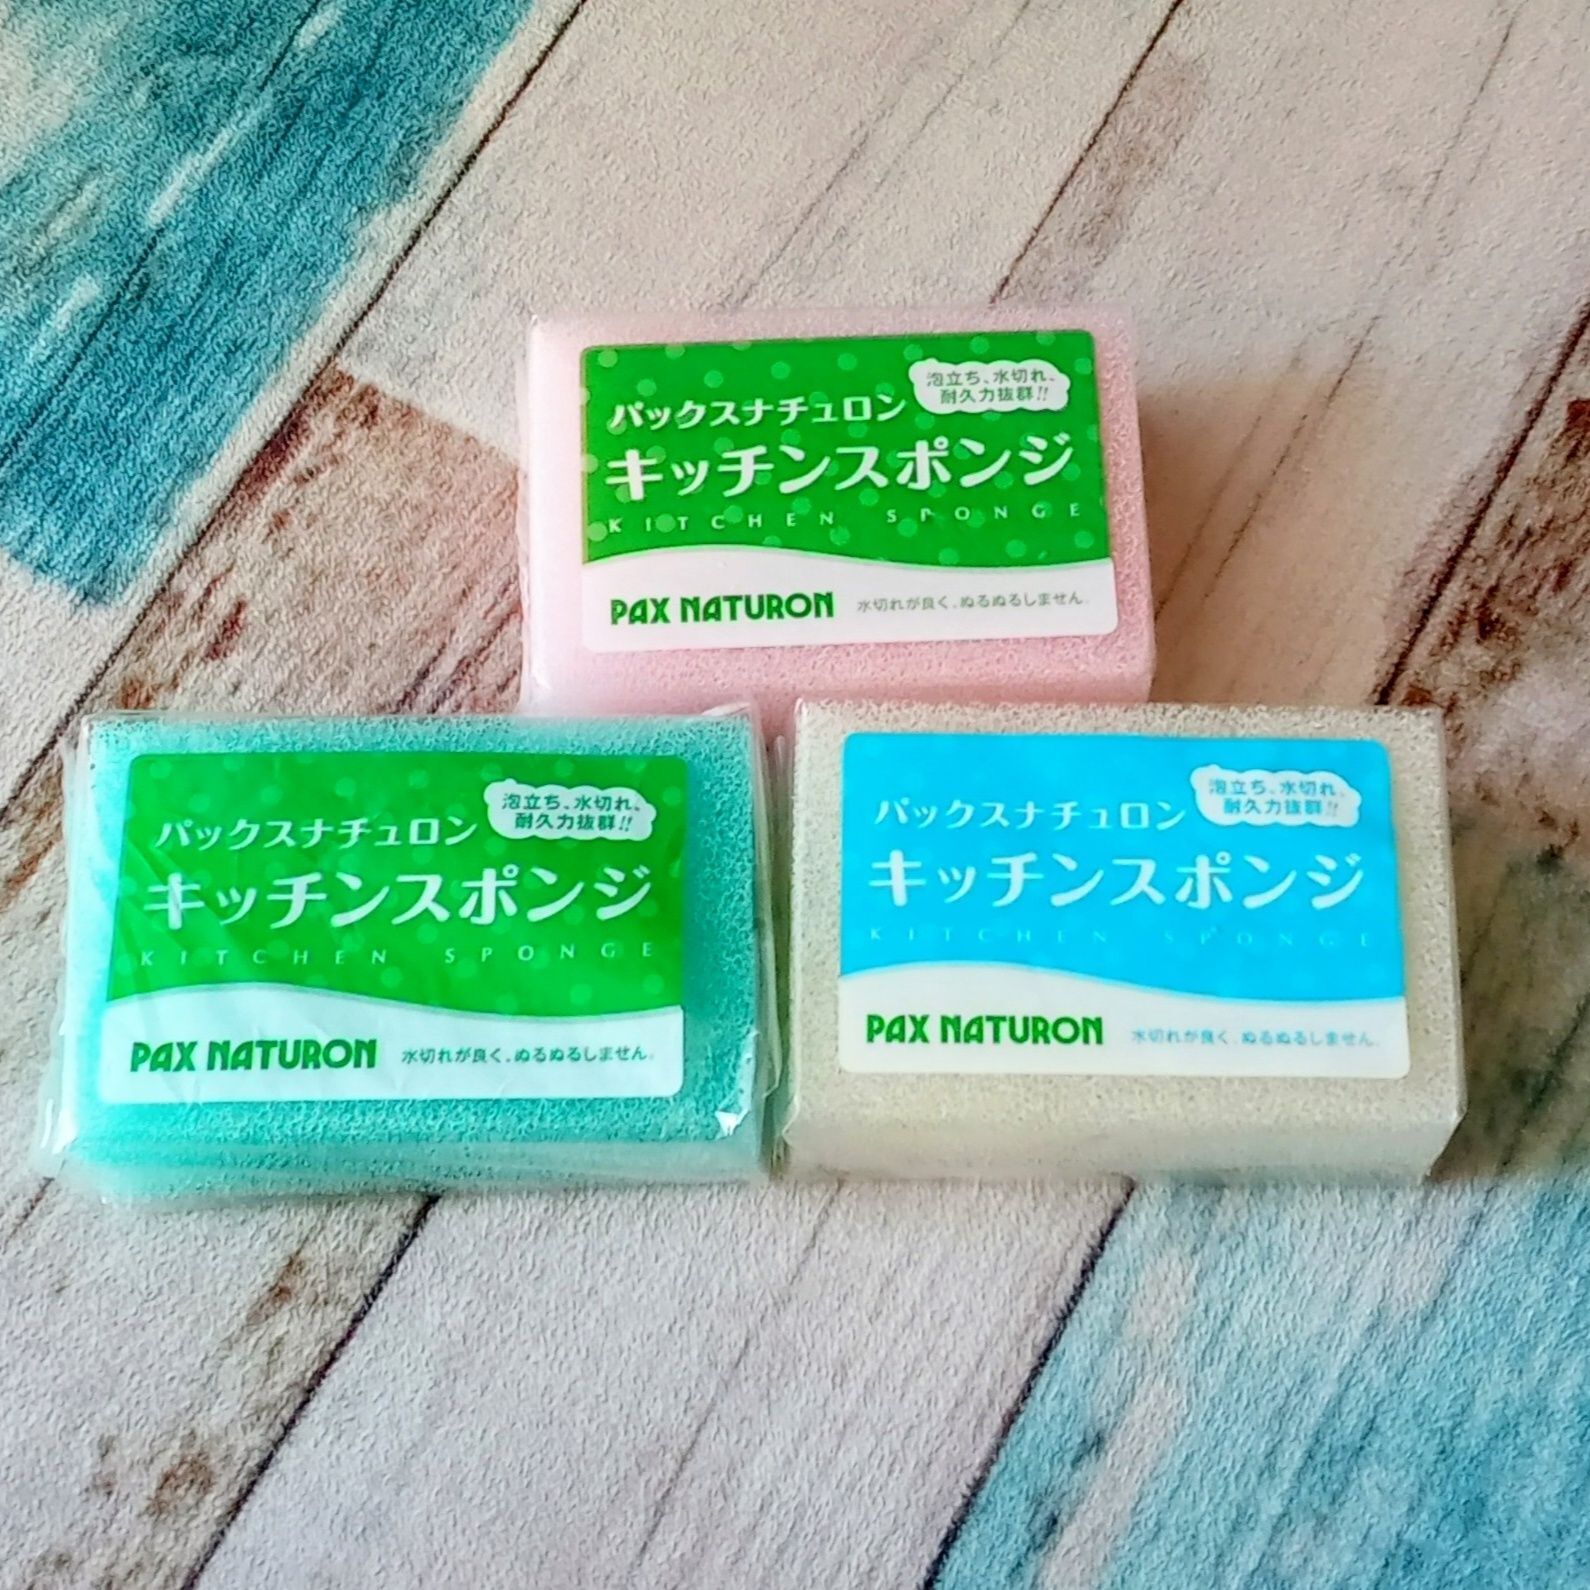 泡立ち、水切れ、
耐久力抜群!!
パックスナチュロン
キッチンスポンジ
KITCHEN SPONGE
PAX NATURON 水切れが良く、ぬるぬるしません。
泡立ち、水切れ、
耐久力抜群!!
パックスナチュロン
キッチンスポンジ
KITCHEN SPONGE
PAX NATURON 水切れが良く、ぬるぬるしません。
泡立ち、水切れ、
耐久力抜群!!
パックスナチュロン
キッチンスポンジ
KITCHEN SPONGE
PAX NATURON 水切れが良く、ぬるぬるしません。